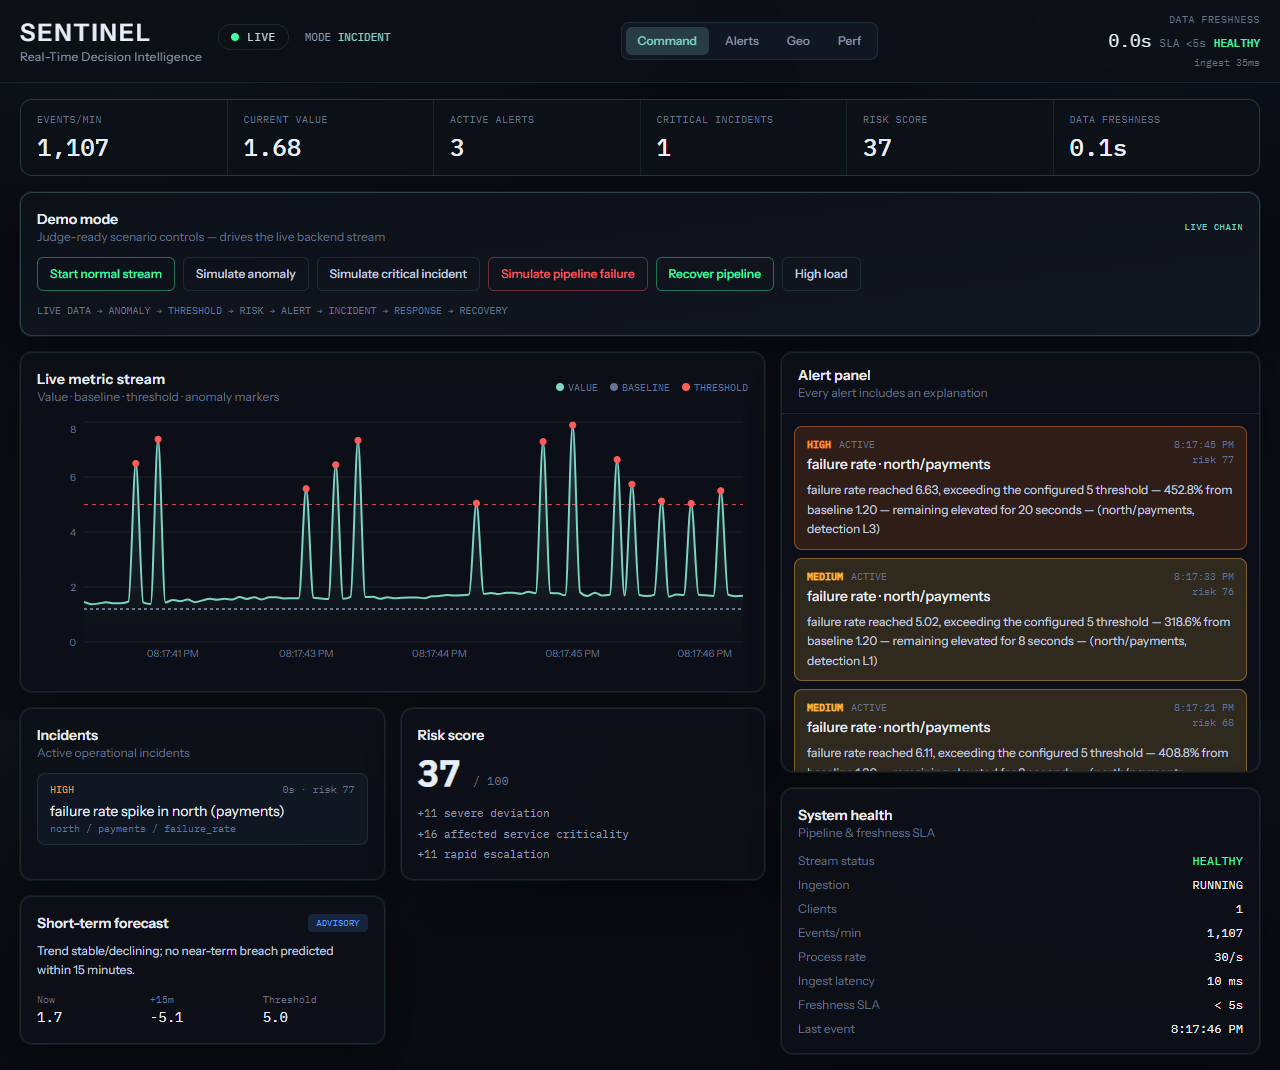 SENTINEL
Real-Time Decision Intelligence
LIVE
MODE INCIDENT
Command
Alerts
Geo
Perf
DATA FRESHNESS
0.0s SLA <5s HEALTHY
ingest 35ms
EVENTS/MIN
1,107
CURRENT VALUE
1.68
ACTIVE ALERTS
3
CRITICAL INCIDENTS
1
RISK SCORE
37
DATA FRESHNESS
0.1s
Demo mode
Judge-ready scenario controls — drives the live backend stream
LIVE CHAIN
Start normal stream
Simulate anomaly
Simulate critical incident
Simulate pipeline failure
Recover pipeline
High load
LIVE DATA → ANOMALY → THRESHOLD → RISK → ALERT → INCIDENT → RESPONSE → RECOVERY
Live metric stream
Value · baseline · threshold · anomaly markers
VALUE
BASELINE
THRESHOLD
8
6
4
2
0
08:17:41 PM
08:17:43 PM
08:17:44 PM
08:17:45 PM
08:17:46 PM
Alert panel
Every alert includes an explanation
HIGH ACTIVE
8:17:45 PM
failure rate · north/payments
risk 77
failure rate reached 6.63, exceeding the configured 5 threshold — 452.8% from
baseline 1.20 — remaining elevated for 20 seconds — (north/payments,
detection L3)
MEDIUM ACTIVE
8:17:33 PM
failure rate · north/payments
risk 76
failure rate reached 5.02, exceeding the configured 5 threshold — 318.6% from
baseline 1.20 — remaining elevated for 8 seconds — (north/payments,
detection L1)
MEDIUM ACTIVE
8:17:21 PM
failure rate · north/payments
risk 68
failure rate reached 6.11, exceeding the configured 5 threshold — 408.8% from
Incidents
Active operational incidents
HIGH
0s · risk 77
failure rate spike in north (payments)
north / payments / failure_rate
Risk score
37 / 100
+11 severe deviation
+16 affected service criticality
+11 rapid escalation
Short-term forecast
ADVISORY
Trend stable/declining; no near-term breach predicted
within 15 minutes.
Now
1.7
+15m
-5.1
Threshold
5.0
System health
Pipeline & freshness SLA
Stream status
HEALTHY
Ingestion
RUNNING
Clients
1
Events/min
1,107
Process rate
30/s
Ingest latency
10 ms
Freshness SLA
< 5s
Last event
8:17:46 PM